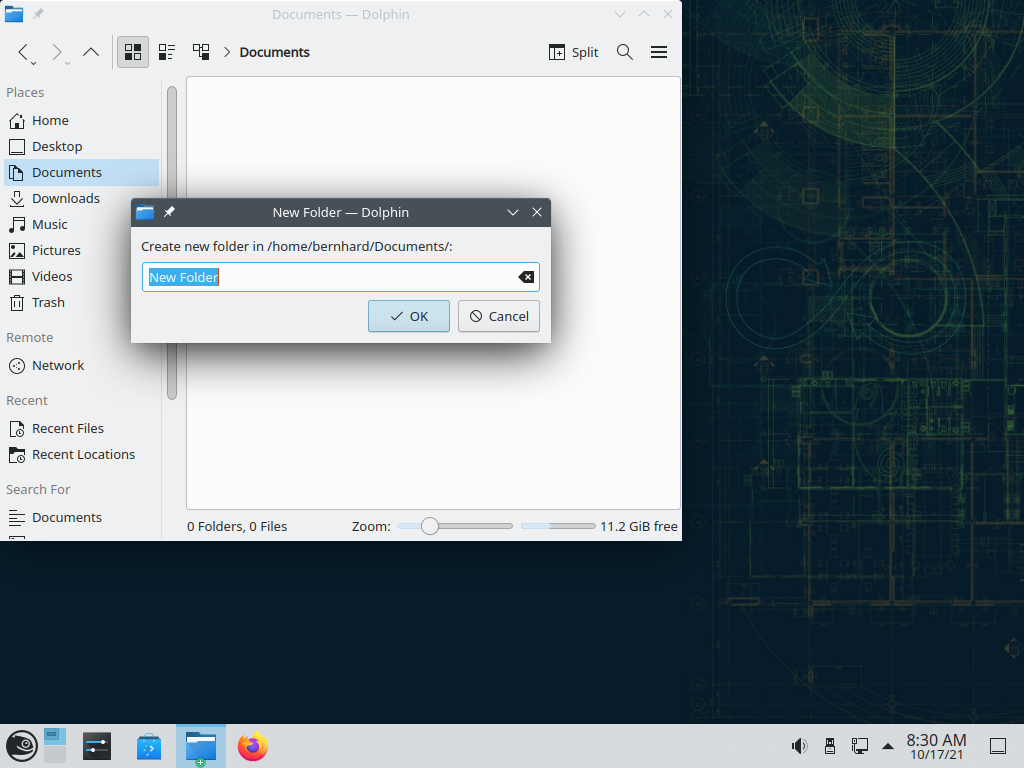 Documents — Dolphin
Documents
Split
Places
Home
Desktop
Documents
Downloads
Music
Pictures
Videos
Trash
Remote
Network
Recent
Recent Files
Recent Locations
Search For
Documents
New Folder — Dolphin
Create new folder in /home/bernhard/Documents/:
New Folder
OK
Cancel
0 Folders, 0 Files
Zoom:
11.2 GiB free
8:30 AM
10/17/21